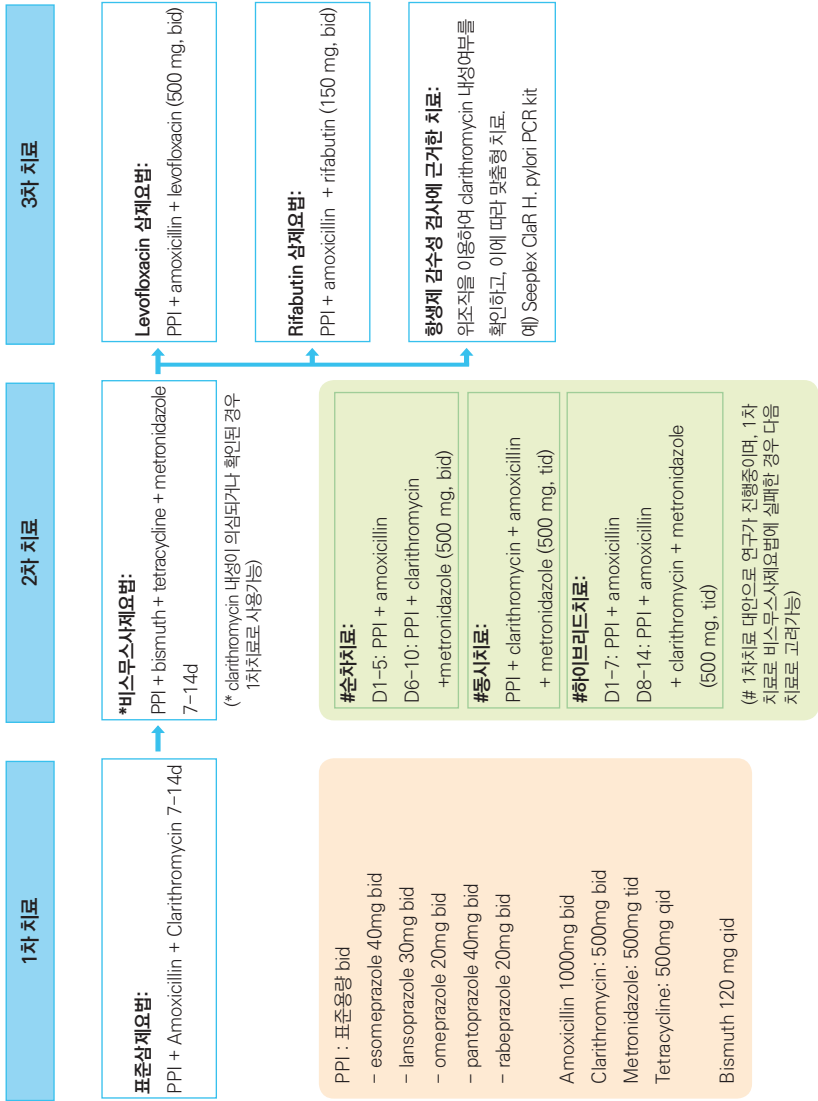 1차 치료
표준삼제요법:
PPI + Amoxicillin + Clarithromycin 7-14d
PPI : 표준용량 bid
- esomeprazole 40mg bid
- lansoprazole 30mg bid
- omeprazole 20mg bid
- pantoprazole 40mg bid
- rabeprazole 20mg bid
Amoxicillin 1000mg bid
Clarithromycin: 500mg bid
Metronidazole: 500mg tid
Tetracycline: 500mg qid
Bismuth 120 mg qid
2차 치료
*비스무스사제요법:
PPI + bismuth + tetracycline + metronidazole
7-14d
(* clarithromycin 내성이 의심되거나 확인된 경우
1차치료로 사용가능)
#순차치료:
D1-5: PPI + amoxicillin
D6-10: PPI + clarithromycin
+metronidazole (500 mg, bid)
#동시치료:
PPI + clarithromycin + amoxicillin
+ metronidazole (500 mg, tid)
#하이브리드치료:
D1-7: PPI + amoxicillin
D8-14: PPI + amoxicillin
+ clarithromycin + metronidazole
(500 mg, tid)
(# 1차치료 대안으로 연구가 진행중이며, 1차
치료로 비스무스사제요법에 실패한 경우 다음
치료로 고려가능)
3차 치료
Levofloxacin 삼제요법:
PPI + amoxicillin + levofloxacin (500 mg, bid)
Rifabutin 삼제요법:
PPI + amoxicillin + rifabutin (150 mg, bid)
항생제 감수성 검사에 근거한 치료:
위조직을 이용하여 clarithromycin 내성여부를
확인하고, 이에 따라 맞춤형 치료.
예) Seeplex ClaR H. pylori PCR kit